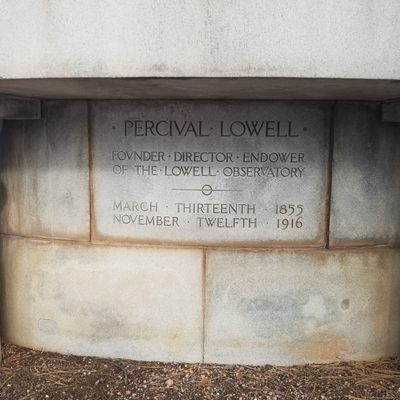 · PERCIVAL · LOWELL ·
FOVNDER · DIRECTOR · ENDOWER
OF THE · LOWELL · OBSERVATORY
MARCH · THIRTEENTH · 1855
NOVEMBER · TWELFTH · 1916